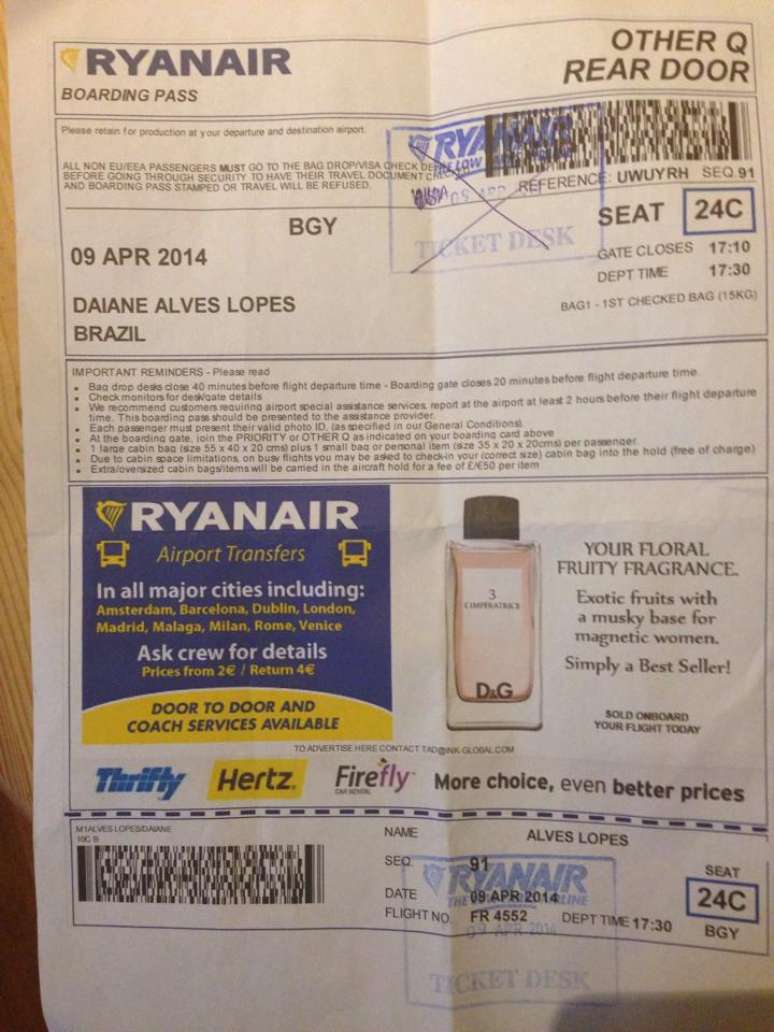 RYANAIR
BOARDING PASS
OTHER Q
REAR DOOR
Please retain for production at your departure and destination airport.
ALL NON EU/EEA PASSENGERS MUST GO TO THE BAG DROP/VISA CHECK DE
BEFORE GOING THROUGH SECURITY TO HAVE THEIR TRAVEL DOCUMENT C
AND BOARDING PASS STAMPED OR TRAVEL WILL BE REFUSED.
RYANAIR
TICKET DESK
REFERENCE: UWUYRH SEQ.91
BGY
SEAT 24C
09 APR 2014
GATE CLOSES 17:10
DEPT TIME 17:30
DAIANE ALVES LOPES
BAG1 - 1ST CHECKED BAG (15KG)
BRAZIL
IMPORTANT REMINDERS - Please read
• Bag drop desks close 40 minutes before flight departure time - Boarding gate closes 20 minutes before flight departure time.
• Check monitors for desk/gate details
• We recommend customers requiring airport special assistance services, report at the airport at least 2 hours before their flight departure
time. This boarding pass should be presented to the assistance provider.
• Each passenger must present their valid photo ID, (as specified in our General Conditions).
• At the boarding gate, join the PRIORITY or OTHER Q as indicated on your boarding card above
• 1 large cabin bag (size 55 x 40 x 20 cms) plus 1 small bag or personal item (size 35 x 20 x 20cms) per passenger.
• Due to cabin space limitations, on busy flights you may be asked to check-in your (correct size) cabin bag into the hold (free of charge)
• Extra/oversized cabin bags/items will be carried in the aircraft hold for a fee of £/€50 per item
RYANAIR
Airport Transfers
In all major cities including:
Amsterdam, Barcelona, Dublin, London,
Madrid, Malaga, Milan, Rome, Venice
Ask crew for details
Prices from 2€ / Return 4€
DOOR TO DOOR AND
COACH SERVICES AVAILABLE
3
L'IMPERATRICE
D&G
YOUR FLORAL
FRUITY FRAGRANCE.
Exotic fruits with
a musky base for
magnetic women.
Simply a Best Seller!
SOLD ONBOARD
YOUR FLIGHT TODAY
TO ADVERTISE HERE CONTACT TAD@INK-GLOBAL.COM
Thrifty
Hertz
Firefly
CAR RENTAL
More choice, even better prices
M1ALVES LOPES/DAIANE
NAME ALVES LOPES
SEQ 91
DATE 09 APR 2014
FLIGHT NO. FR 4552 DEPT TIME 17:30
SEAT
24C
BGY
RYANAIR
09 APR 2014
TICKET DESK